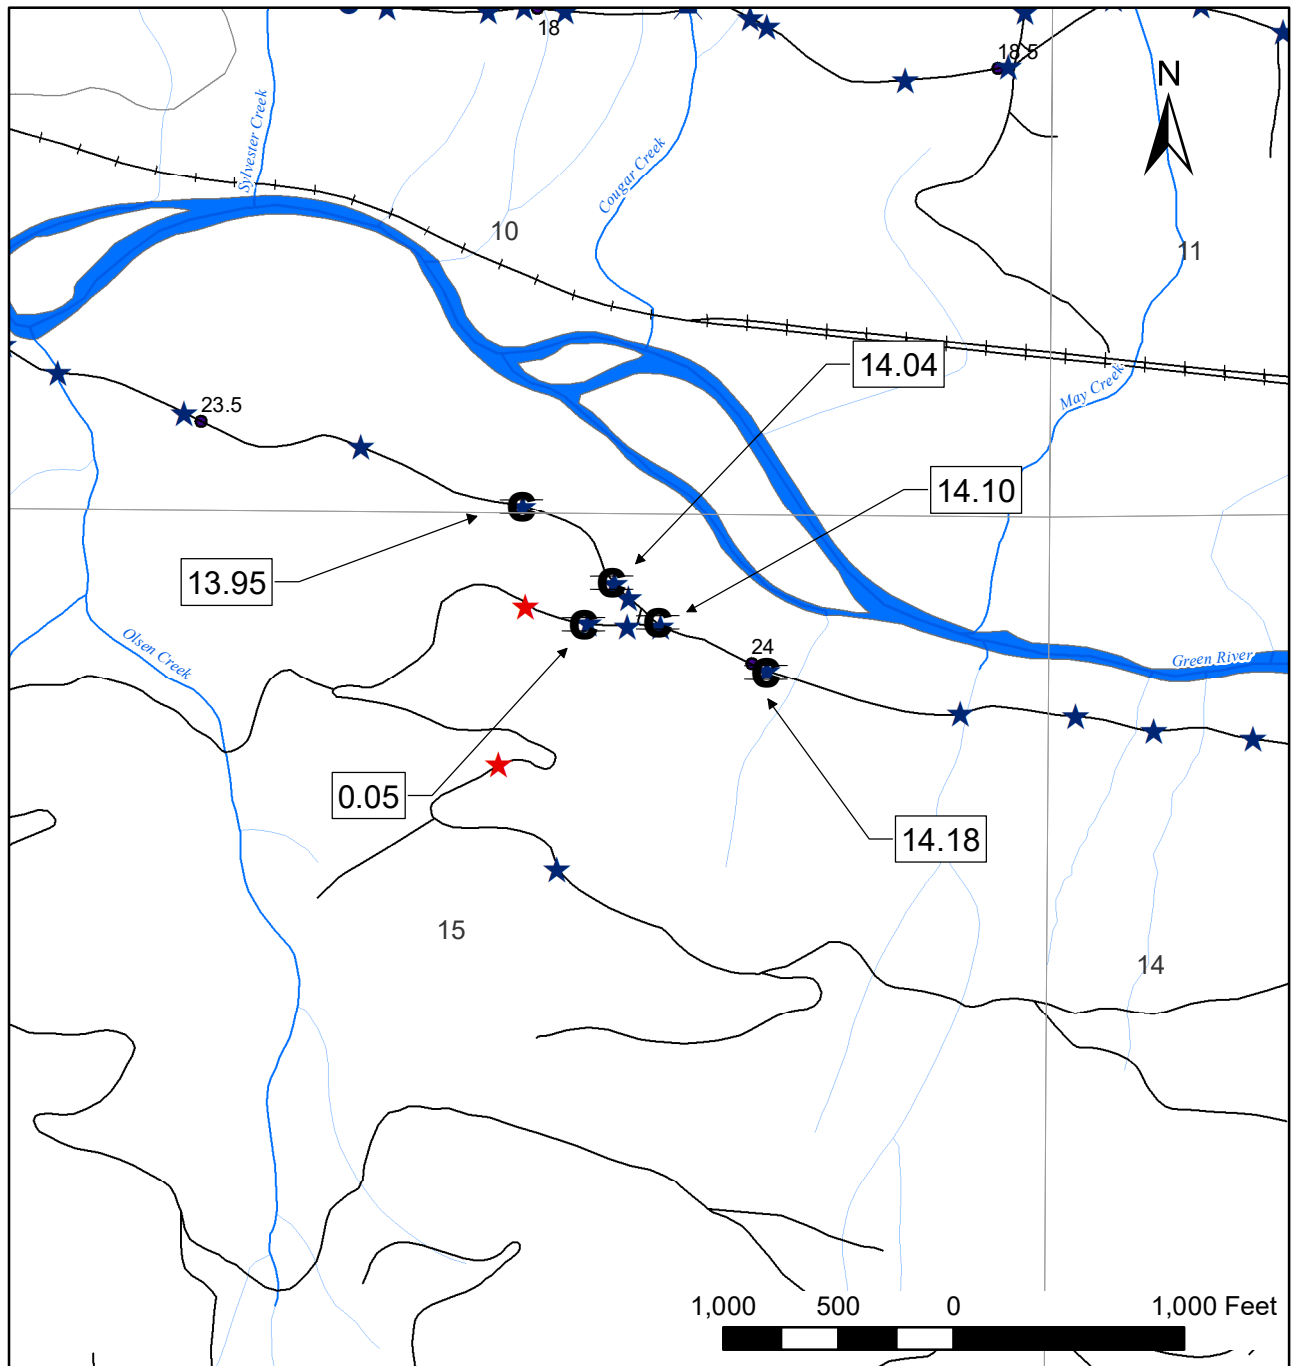 18
18.5
N
Sylvester Creek
Cougar Creek
10
11
14.04
May Creek
23.5
14.10
C
13.95
C
C
C
Olsen Creek
24
C
Green River
0.05
14.18
15
14
1,000 500 0 1,000 Feet